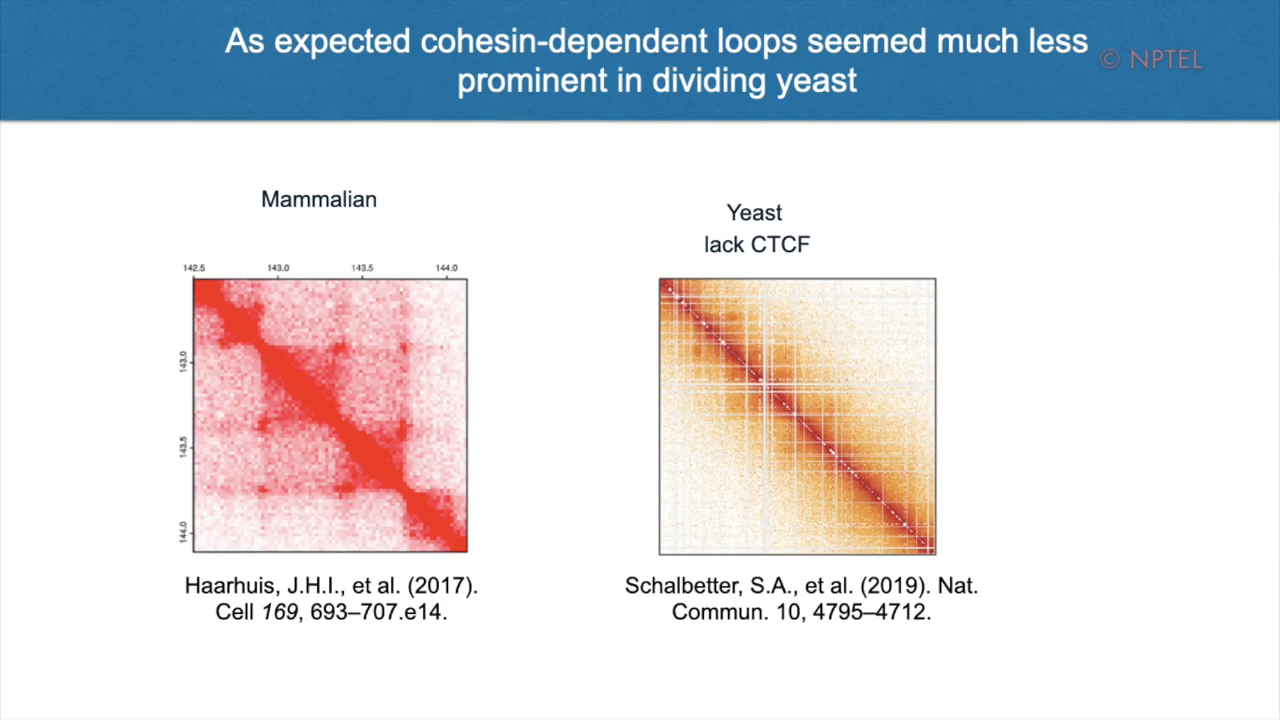 As expected cohesin-dependent loops seemed much less
prominent in dividing yeast
© NPTEL
Mammalian
Yeast
lack CTCF
142.5 143.0 143.5 144.0
143.0
143.5
144.0
Haarhuis, J.H.I., et al. (2017).
Cell 169, 693–707.e14.
Schalbetter, S.A., et al. (2019). Nat.
Commun. 10, 4795–4712.